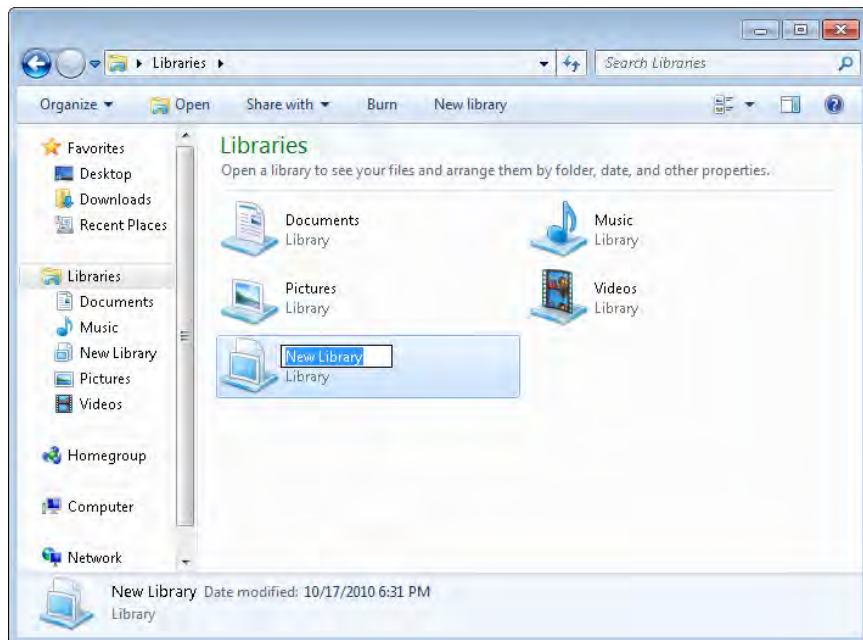 Libraries
Search Libraries
Organize Open Share with Burn New library
Favorites
Desktop
Downloads
Recent Places
Libraries
Documents
Music
New Library
Pictures
Videos
Homegroup
Computer
Network
Libraries
Open a library to see your files and arrange them by folder, date, and other properties.
Documents
Library
Music
Library
Pictures
Library
Videos
Library
New Library
Library
New Library Date modified: 10/17/2010 6:31 PM
Library